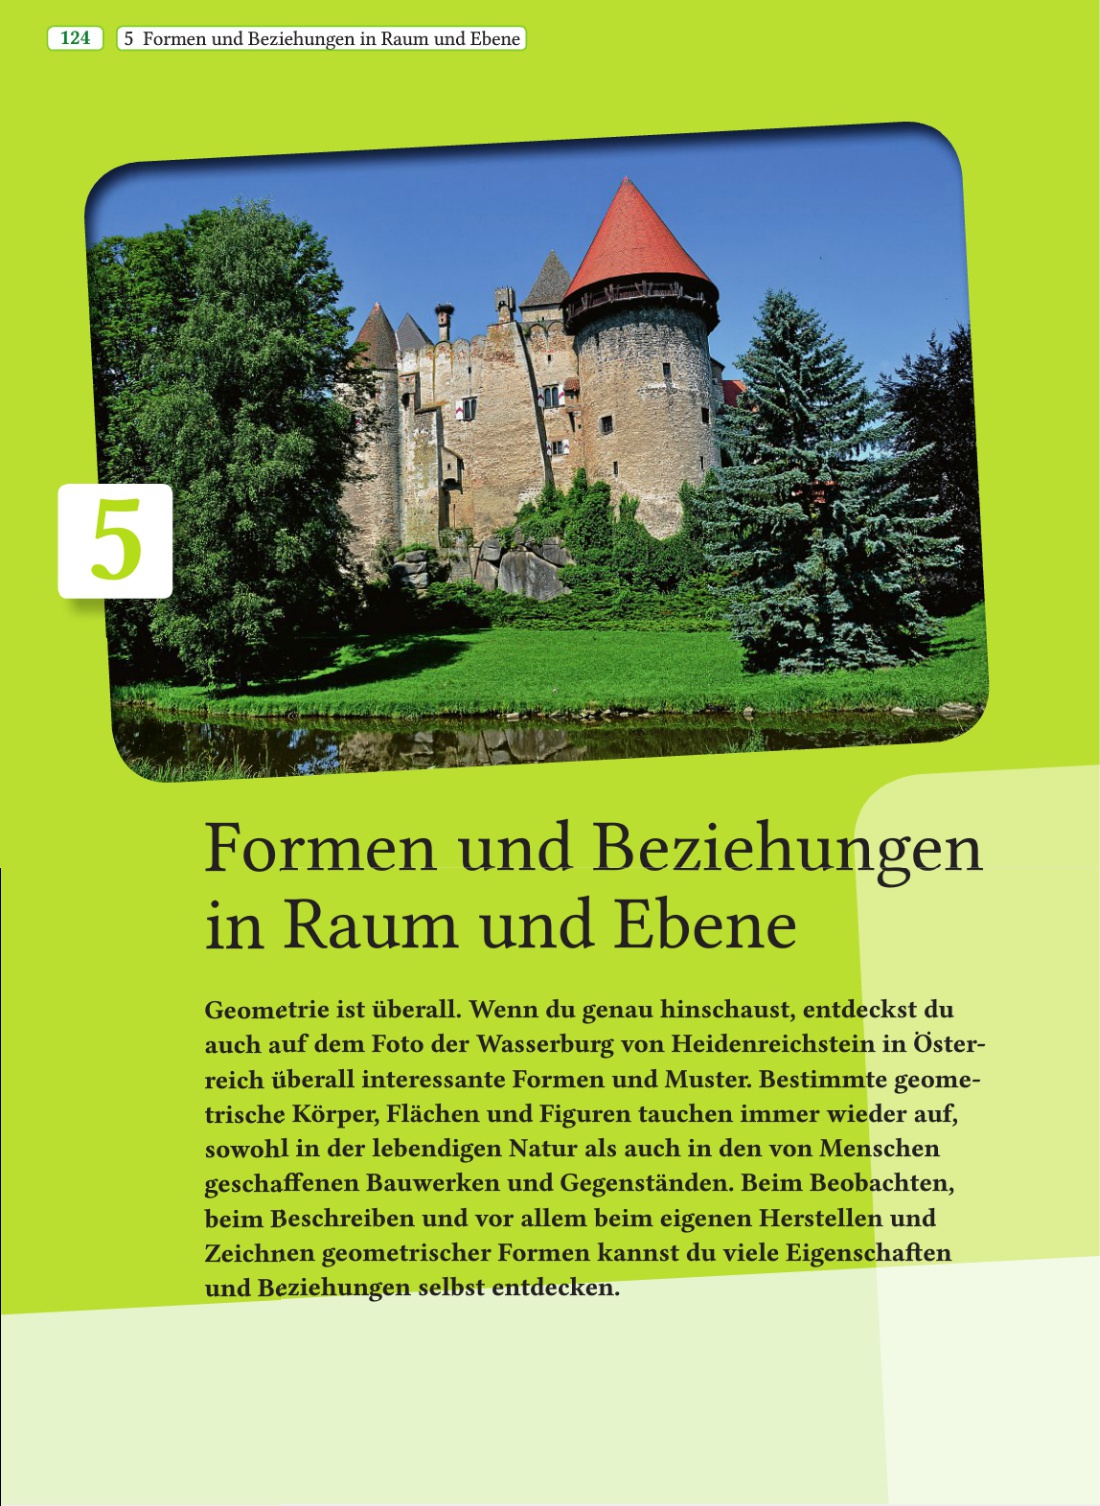 124
5 Formen und Beziehungen in Raum und Ebene
5
Formen und Beziehungen
in Raum und Ebene
Geometrie ist überall. Wenn du genau hinschaust, entdeckst du
auch auf dem Foto der Wasserburg von Heidenreichstein in Öster-
reich überall interessante Formen und Muster. Bestimmte geome-
trische Körper, Flächen und Figuren tauchen immer wieder auf,
sowohl in der lebendigen Natur als auch in den von Menschen
geschaffenen Bauwerken und Gegenständen. Beim Beobachten,
beim Beschreiben und vor allem beim eigenen Herstellen und
Zeichnen geometrischer Formen kannst du viele Eigenschaften
und Beziehungen selbst entdecken.